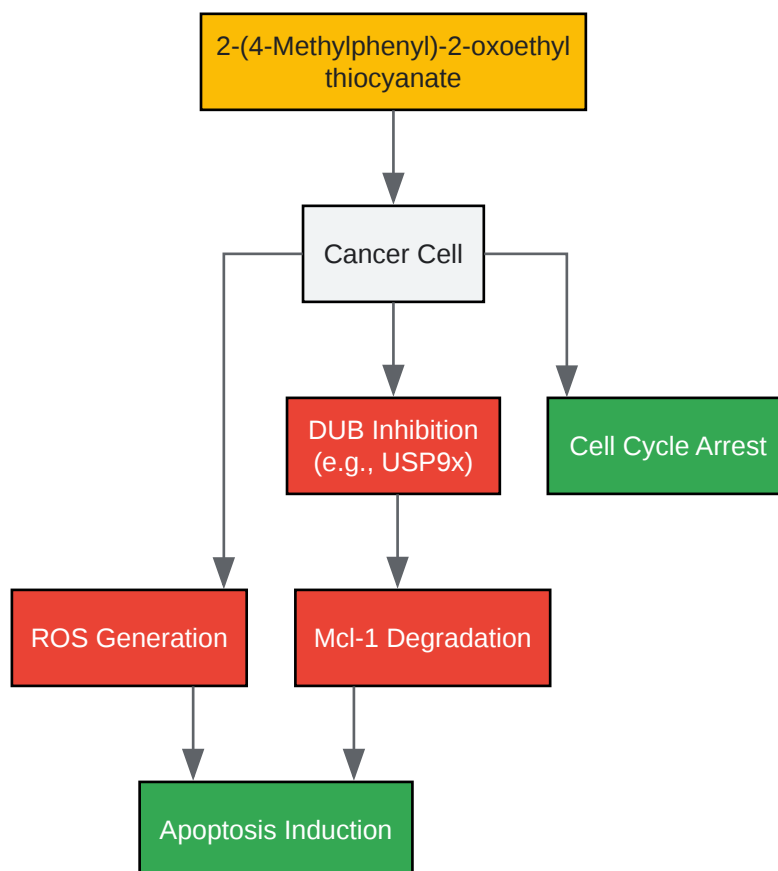 2-(4-Methylphenyl)-2-oxoethyl
thiocyanate
Cancer Cell
DUB Inhibition
(e.g., USP9x)
Cell Cycle Arrest
ROS Generation
Mcl-1 Degradation
Apoptosis Induction